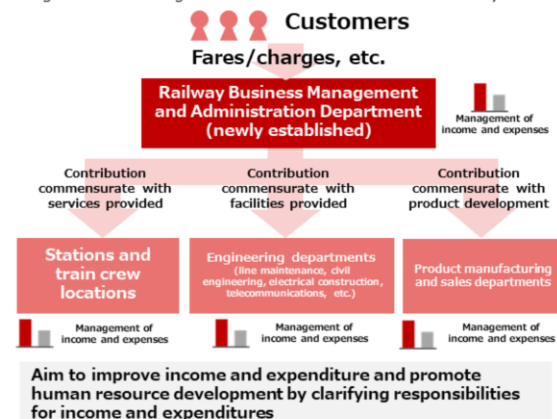 Customers
Fares/charges, etc.
Railway Business Management
and Administration Department
(newly established)
Management of
income and expenses
Contribution
commensurate with
services provided
Contribution
commensurate with
facilities provided
Contribution
commensurate with
product development
Stations and
train crew
locations
Engineering departments
(line maintenance, civil
engineering, electrical construction,
telecommunications, etc.)
Product manufacturing
and sales departments
Management of
income and expenses
Management of
income and expenses
Management of
income and expenses
Aim to improve income and expenditure and promote
human resource development by clarifying responsibilities
for income and expenditures